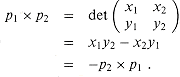 p₁ × p₂ = det ( x₁ x₂
y₁ y₂ )
= x₁y₂ − x₂y₁
= −p₂ × p₁ .